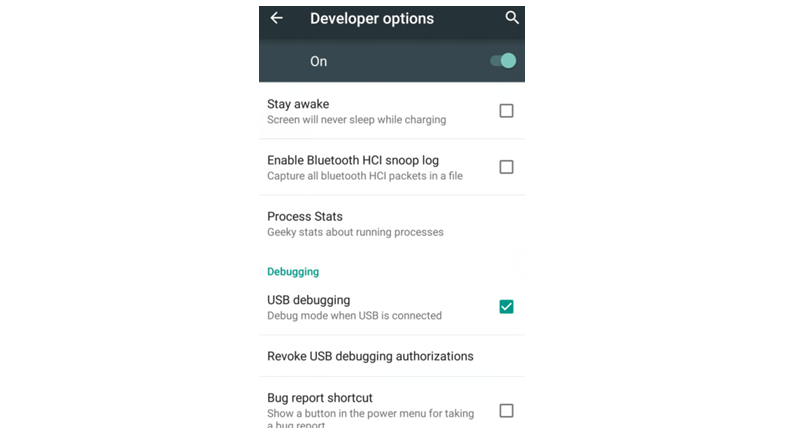 Developer options
On
Stay awake
Screen will never sleep while charging
Enable Bluetooth HCI snoop log
Capture all bluetooth HCI packets in a file
Process Stats
Geeky stats about running processes
Debugging
USB debugging
Debug mode when USB is connected
Revoke USB debugging authorizations
Bug report shortcut
Show a button in the power menu for taking
a bug report